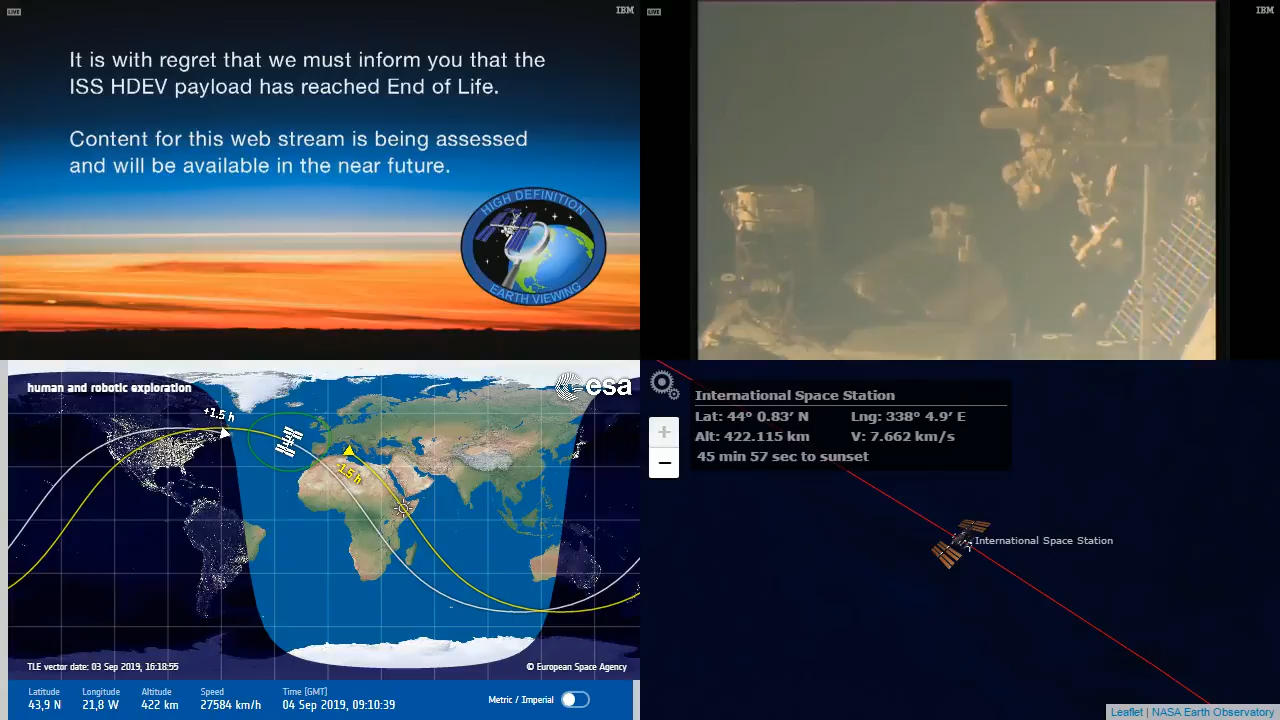 LIVE
IBM
It is with regret that we must inform you that the
ISS HDEV payload has reached End of Life.
Content for this web stream is being assessed
and will be available in the near future.
HIGH DEFINITION
EARTH VIEWING
LIVE
IBM
human and robotic exploration
esa
+1.5 h
-1.5 h
TLE vector date: 03 Sep 2019, 16:18:55
© European Space Agency
Latitude Longitude Altitude Speed Time [GMT]
43,9 N 21,8 W 422 km 27584 km/h 04 Sep 2019, 09:10:39
Metric / Imperial
+
−
International Space Station
Lat: 44° 0.83′ N Lng: 338° 4.9′ E
Alt: 422.115 km V: 7.662 km/s
45 min 57 sec to sunset
International Space Station
Leaflet | NASA Earth Observatory